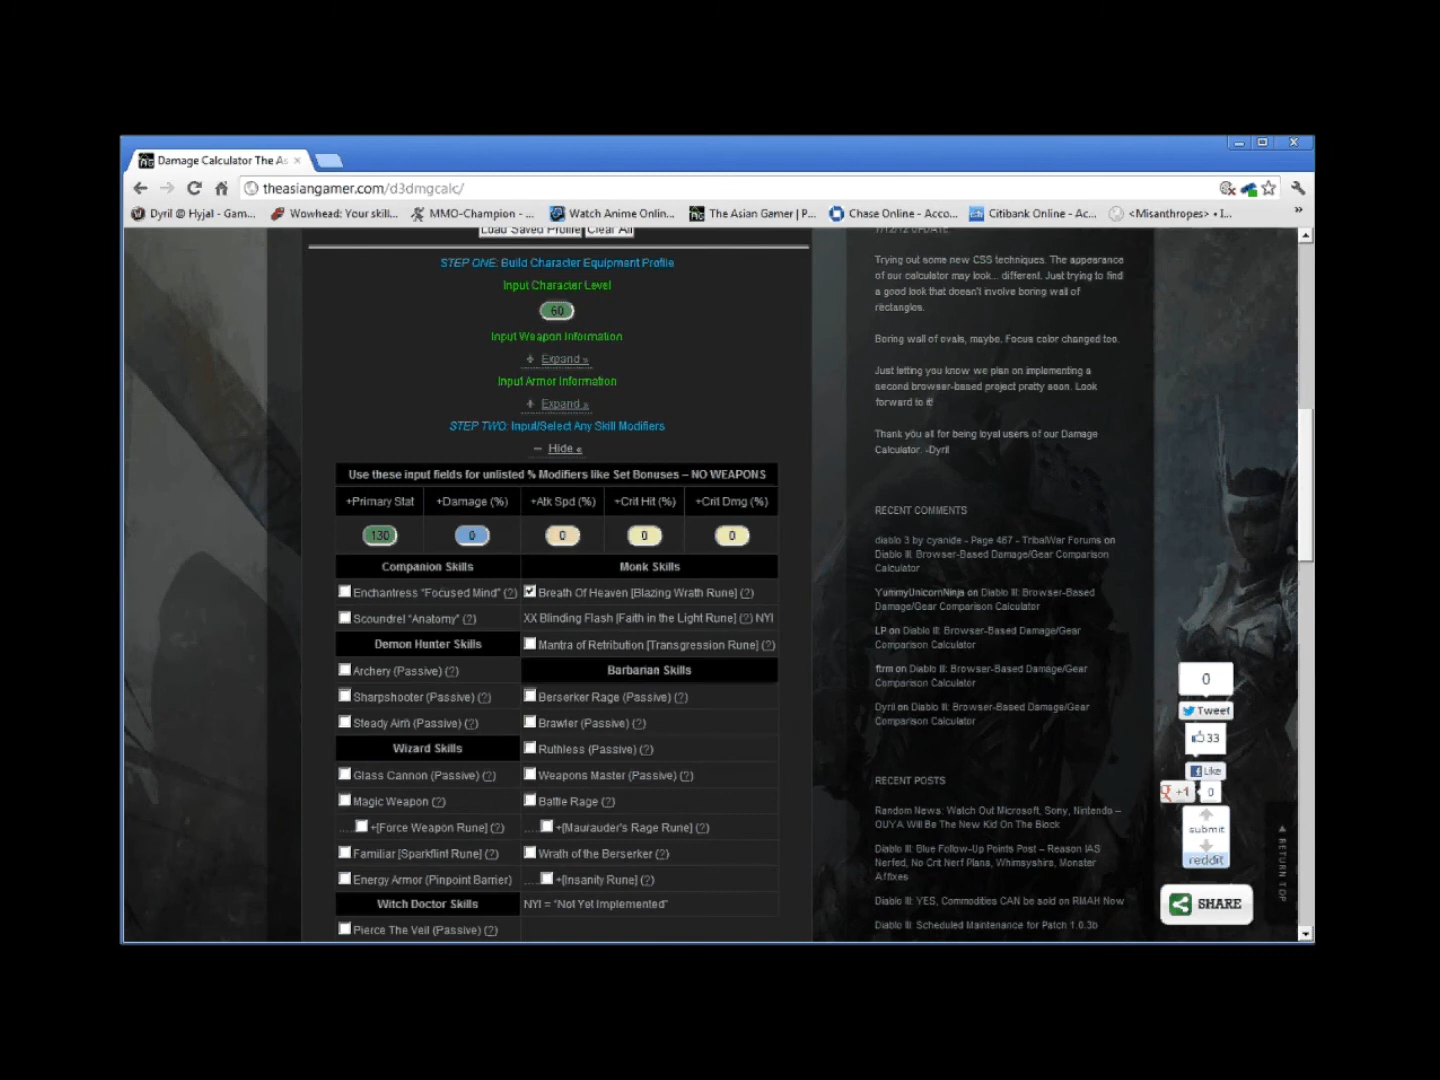 Damage Calculator The As
theasiangamer.com/d3dmgcalc/
Dyril @ Hyjal - Gam... Wowhead: Your skill... MMO-Champion - ... Watch Anime Onlin... The Asian Gamer | P... Chase Online - Acco... Citibank Online - Ac... <Misanthropes> • I... »
Load Saved Profile Clear All
STEP ONE: Build Character Equipment Profile
Input Character Level
60
Input Weapon Information
+ Expand »
Input Armor Information
+ Expand »
STEP TWO: Input/Select Any Skill Modifiers
− Hide «
Use these input fields for unlisted % Modifiers like Set Bonuses – NO WEAPONS
+Primary Stat +Damage (%) +Atk Spd (%) +Crit Hit (%) +Crit Dmg (%)
130 0 0 0 0
Companion Skills Monk Skills
Enchantress “Focused Mind” (?) Breath Of Heaven [Blazing Wrath Rune] (?)
Scoundrel “Anatomy” (?) XX Blinding Flash [Faith in the Light Rune] (?) NYI
Demon Hunter Skills Mantra of Retribution [Transgression Rune] (?)
Archery (Passive) (?) Barbarian Skills
Sharpshooter (Passive) (?) Berserker Rage (Passive) (?)
Steady Aim (Passive) (?) Brawler (Passive) (?)
Wizard Skills Ruthless (Passive) (?)
Glass Cannon (Passive) (?) Weapons Master (Passive) (?)
Magic Weapon (?) Battle Rage (?)
.....+[Force Weapon Rune] (?) .....+[Maurauder's Rage Rune] (?)
Familiar [Sparkflint Rune] (?) Wrath of the Berserker (?)
Energy Armor (Pinpoint Barrier) .....+[Insanity Rune] (?)
Witch Doctor Skills NYI = “Not Yet Implemented”
Pierce The Veil (Passive) (?)
7/12/12 UPDATE:
Trying out some new CSS techniques. The appearance
of our calculator may look... different. Just trying to find
a good look that doesn't involve boring wall of
rectangles.
Boring wall of ovals, maybe. Focus color changed too.
Just letting you know we plan on implementing a
second browser-based project pretty soon. Look
forward to it!
Thank you all for being loyal users of our Damage
Calculator. -Dyril
RECENT COMMENTS
diablo 3 by cyanide - Page 467 - TribalWar Forums on
Diablo III: Browser-Based Damage/Gear Comparison
Calculator
YummyUnicornNinja on Diablo III: Browser-Based
Damage/Gear Comparison Calculator
LP on Diablo III: Browser-Based Damage/Gear
Comparison Calculator
ftrm on Diablo III: Browser-Based Damage/Gear
Comparison Calculator
Dyril on Diablo III: Browser-Based Damage/Gear
Comparison Calculator
RECENT POSTS
Random News: Watch Out Microsoft, Sony, Nintendo –
OUYA Will Be The New Kid On The Block
Diablo III: Blue Follow-Up Points Post – Reason IAS
Nerfed, No Crit Nerf Plans, Whimsyshire, Monster
Affixes
Diablo III: YES, Commodities CAN be sold on RMAH Now
Diablo III: Scheduled Maintenance for Patch 1.0.3b
0
Tweet
33
Like
+1 0
submit
reddit
SHARE
RETURN TOP